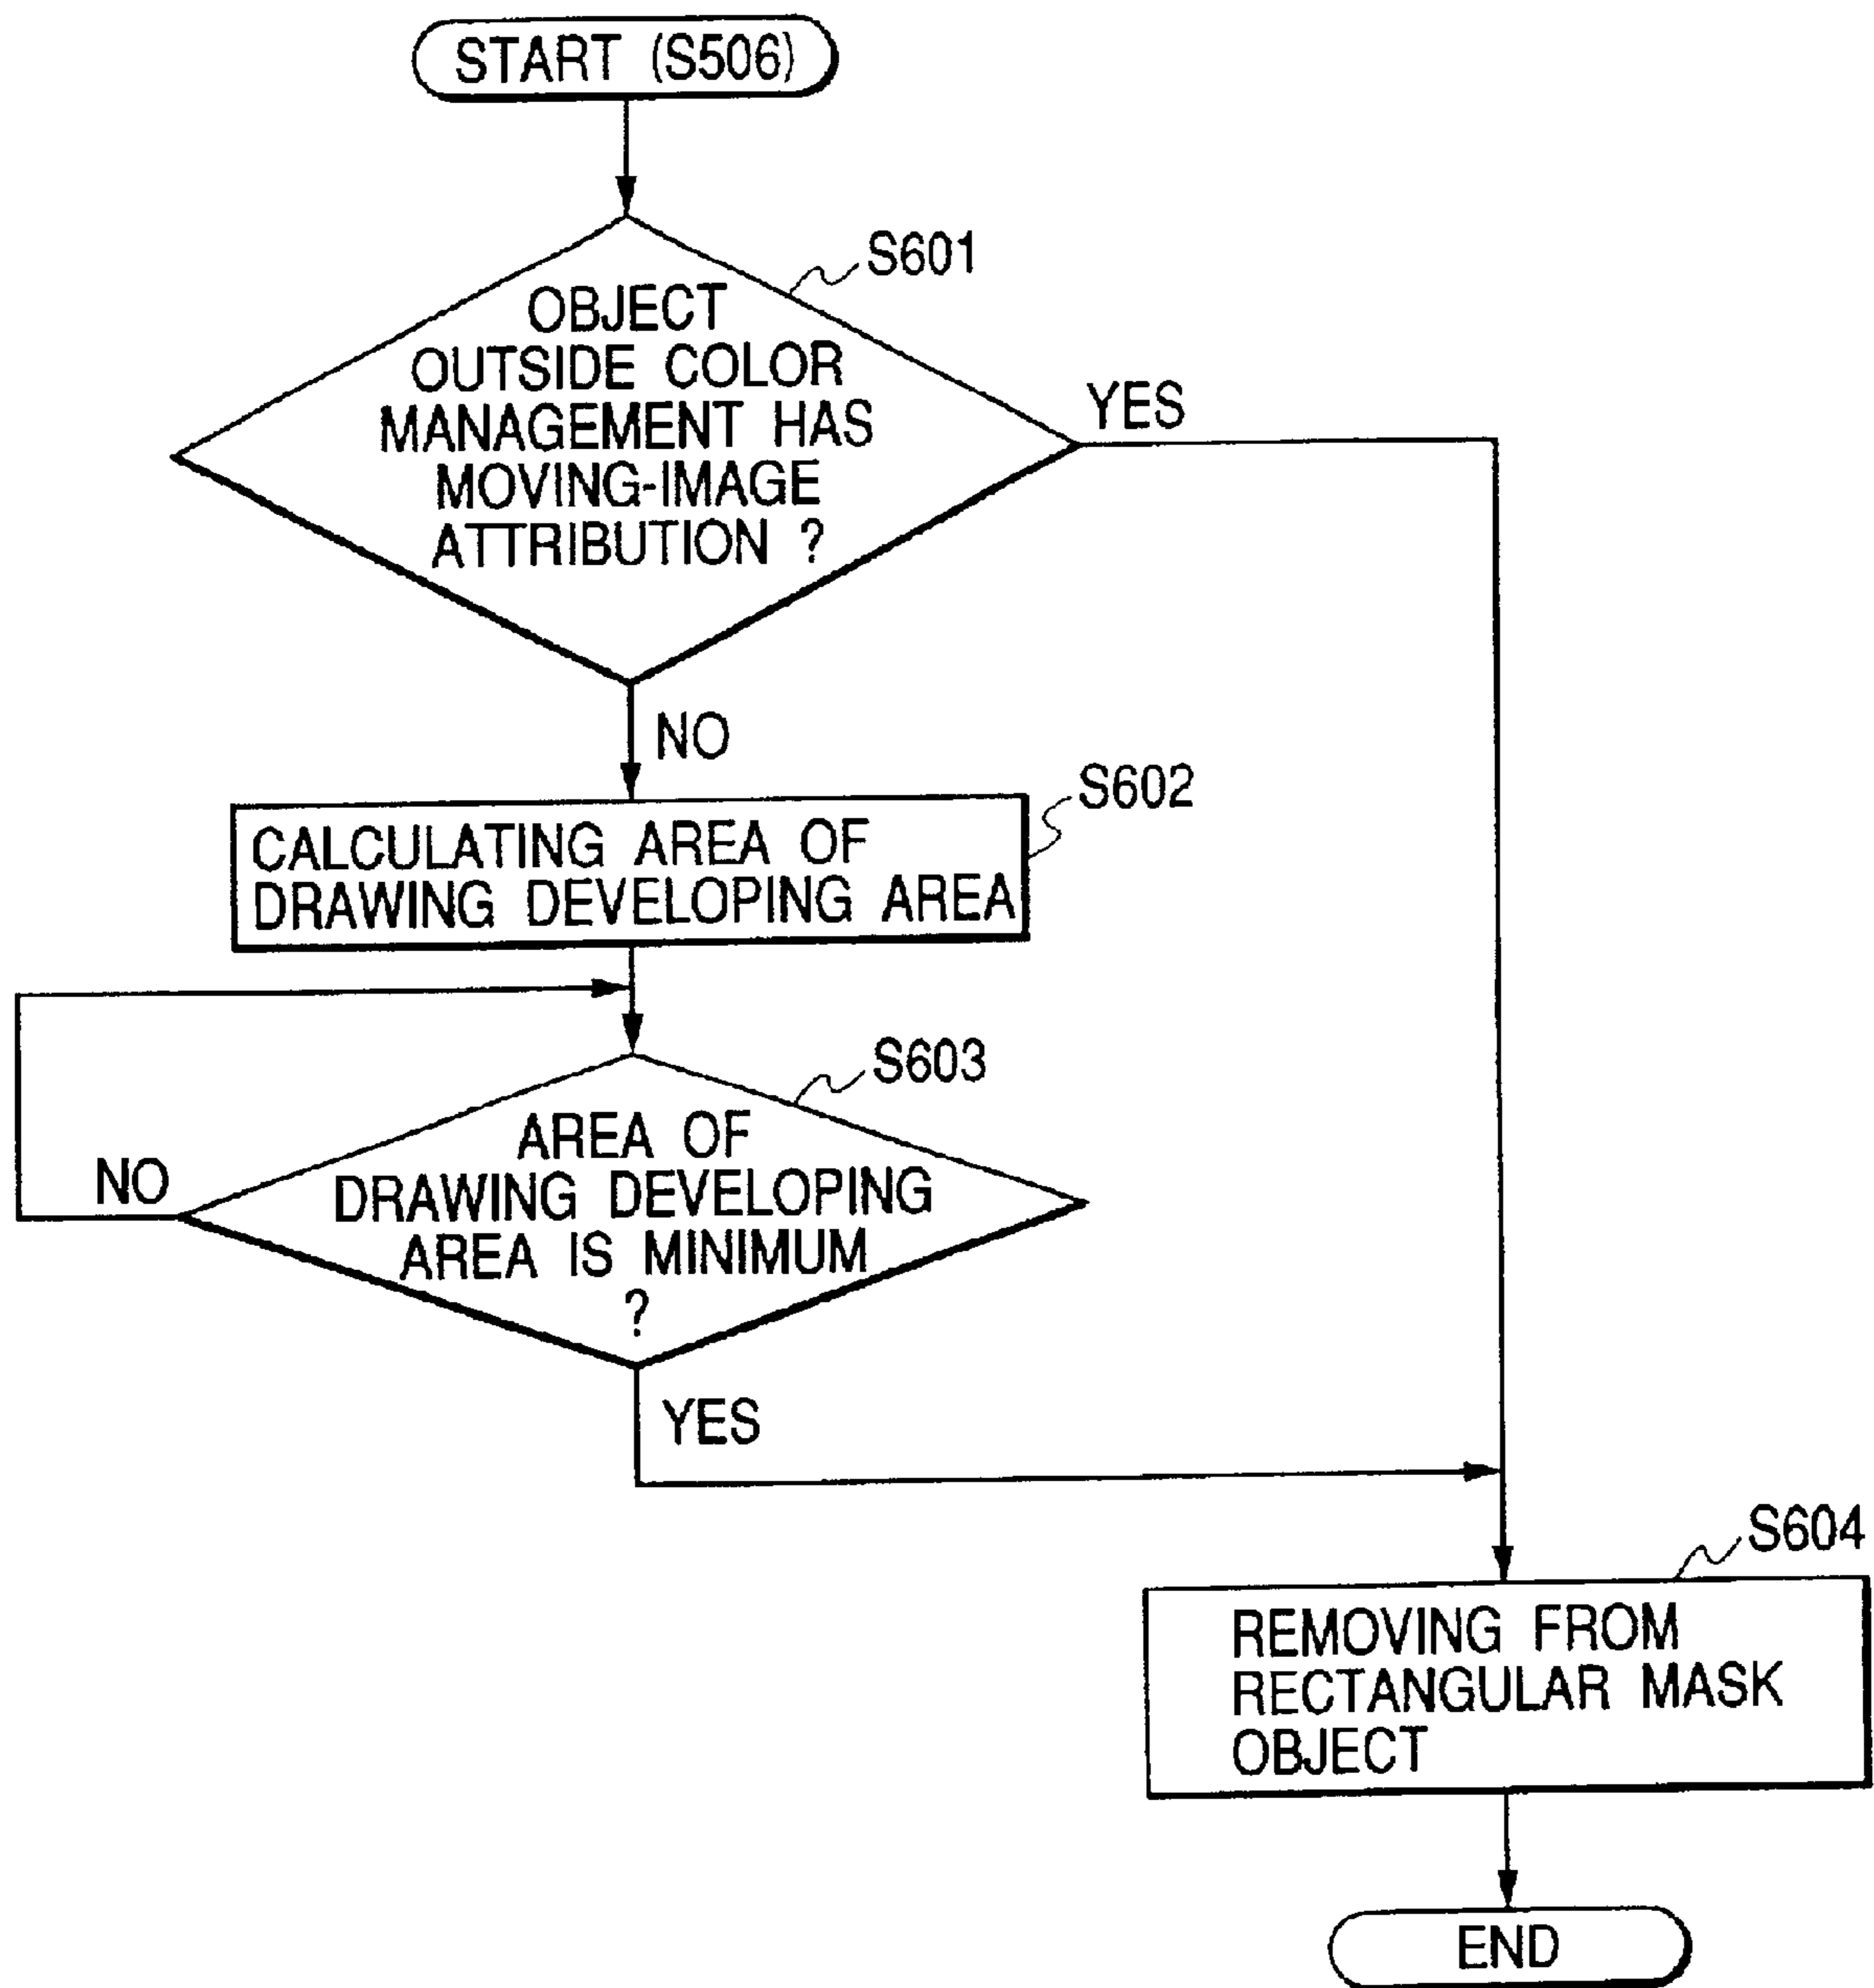 START (S506)
S601
OBJECT
OUTSIDE COLOR
MANAGEMENT HAS
MOVING-IMAGE
ATTRIBUTION ?
YES
NO
S602
CALCULATING AREA OF
DRAWING DEVELOPING AREA
S603
AREA OF
DRAWING DEVELOPING
AREA IS MINIMUM
?
NO
YES
S604
REMOVING FROM
RECTANGULAR MASK
OBJECT
END